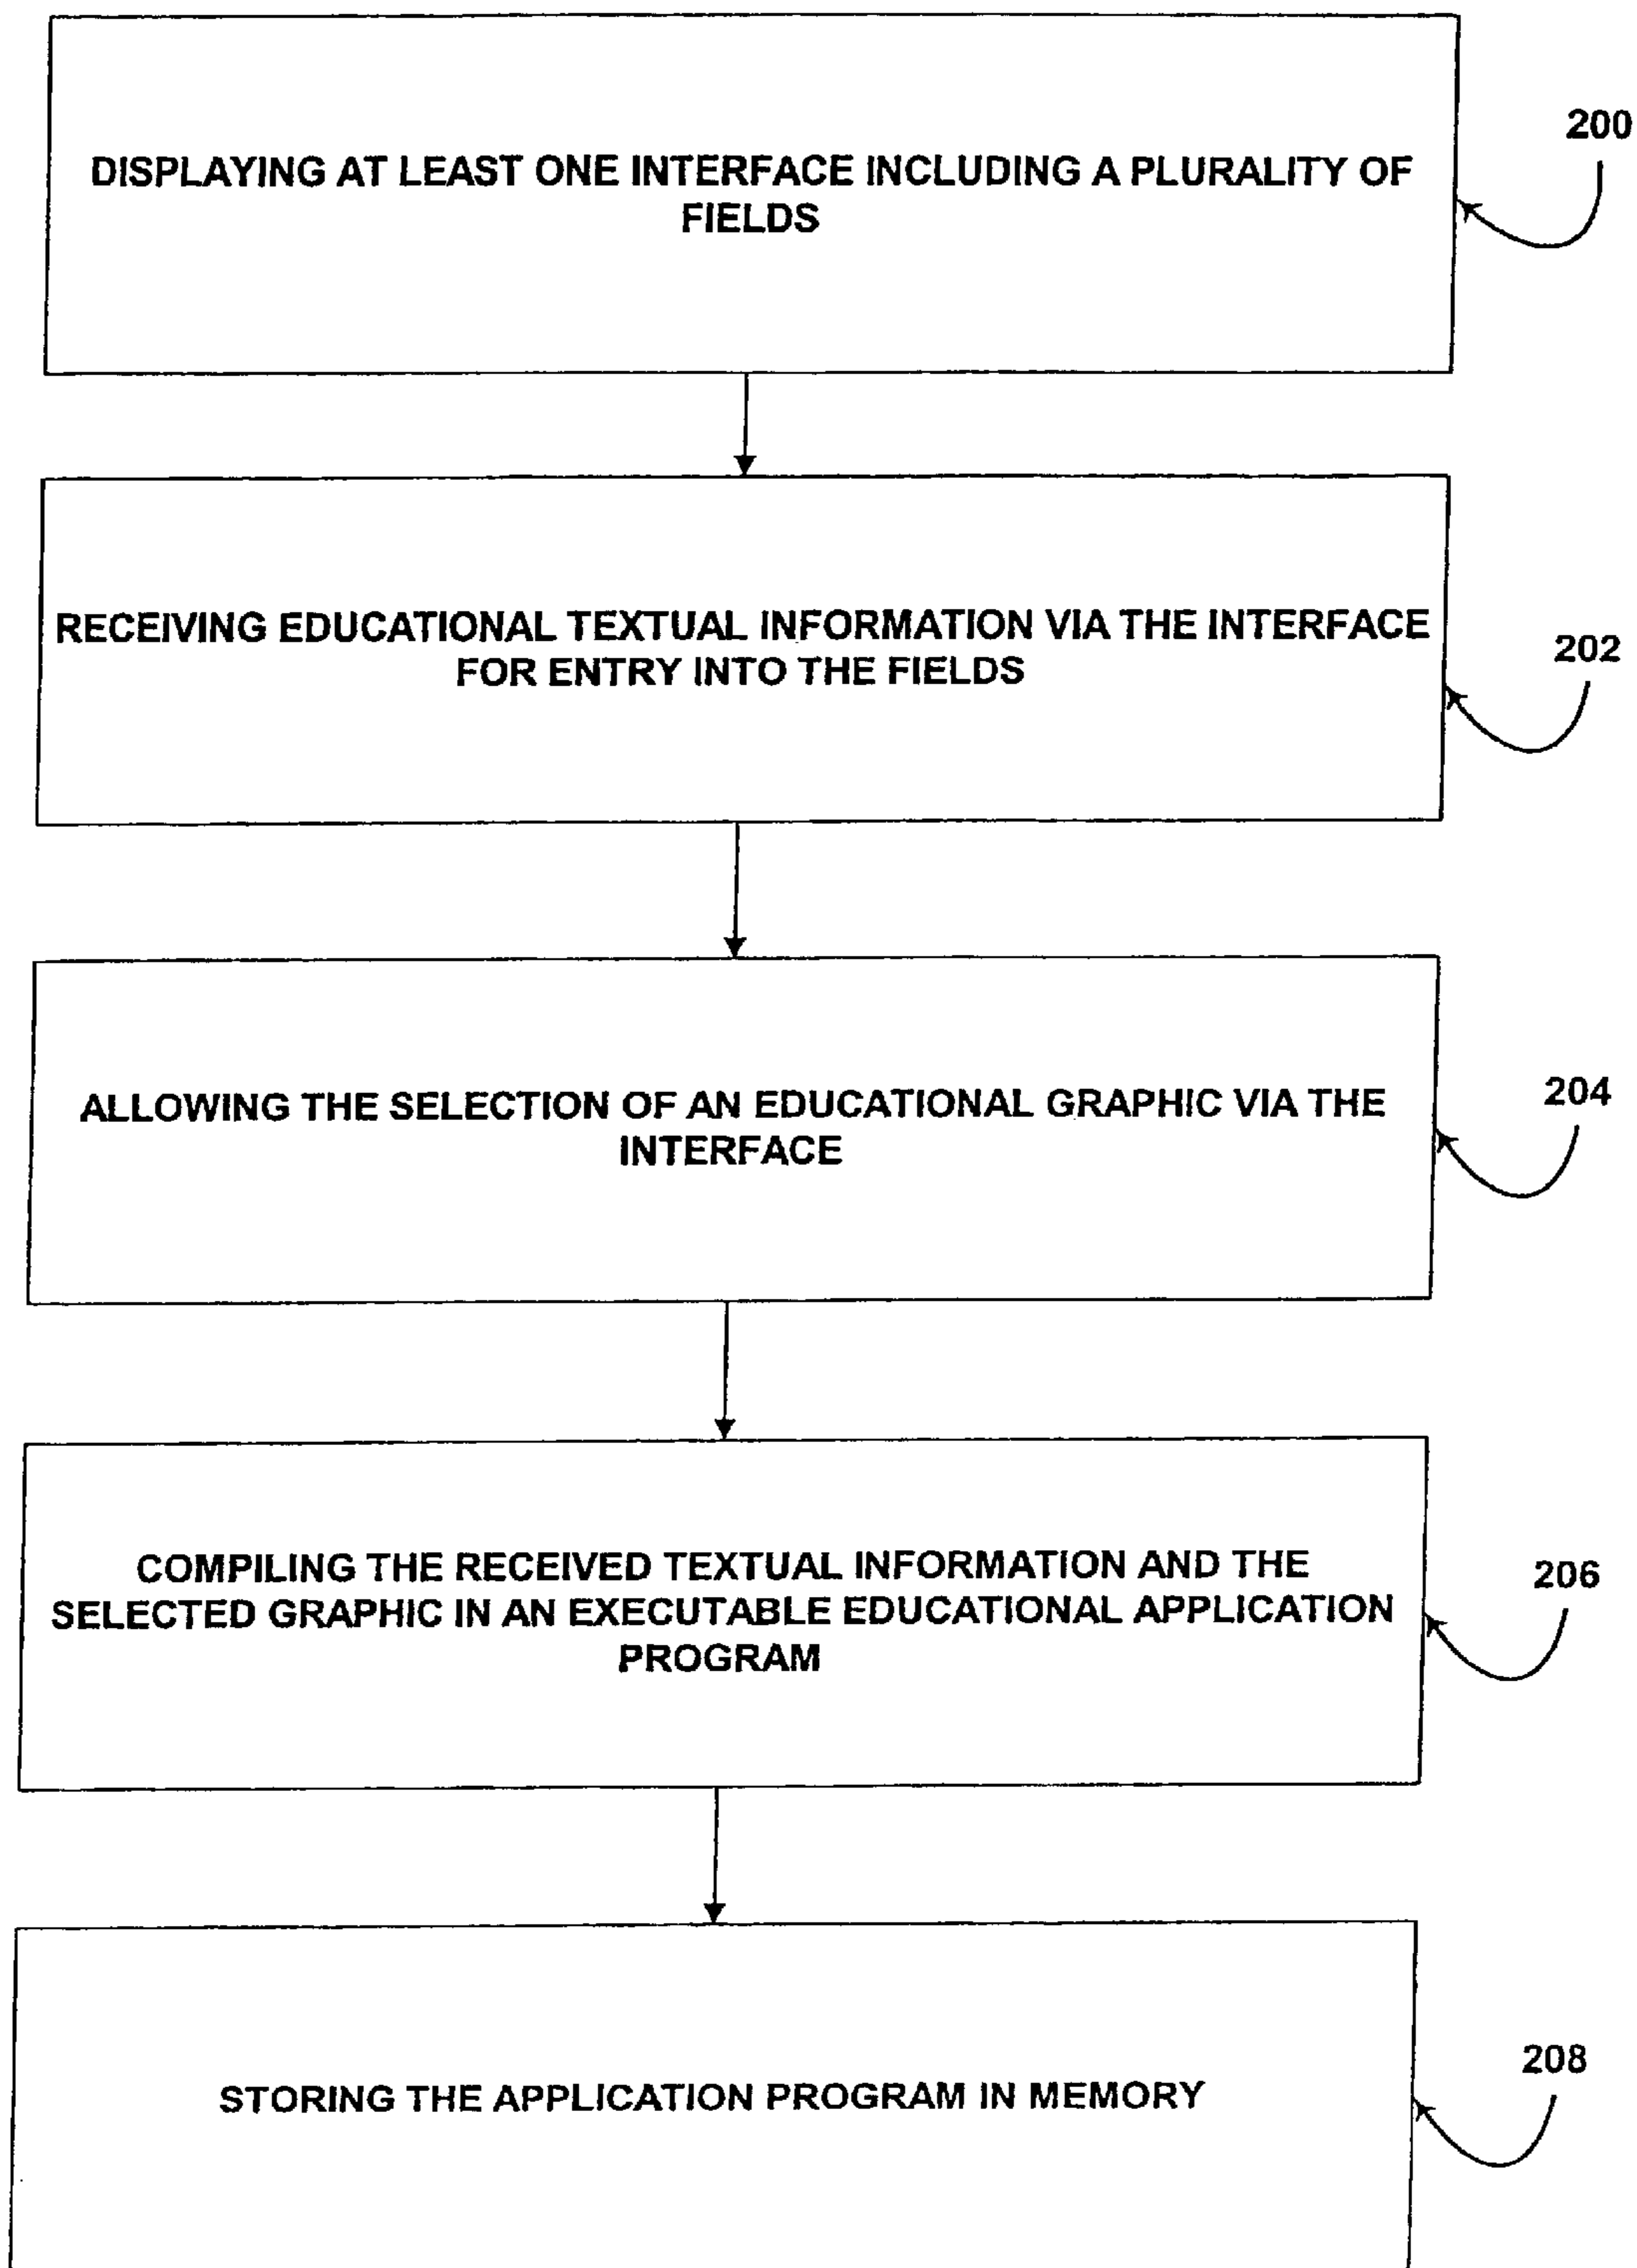 DISPLAYING AT LEAST ONE INTERFACE INCLUDING A PLURALITY OF
FIELDS
200
RECEIVING EDUCATIONAL TEXTUAL INFORMATION VIA THE INTERFACE
FOR ENTRY INTO THE FIELDS
202
ALLOWING THE SELECTION OF AN EDUCATIONAL GRAPHIC VIA THE
INTERFACE
204
COMPILING THE RECEIVED TEXTUAL INFORMATION AND THE
SELECTED GRAPHIC IN AN EXECUTABLE EDUCATIONAL APPLICATION
PROGRAM
206
STORING THE APPLICATION PROGRAM IN MEMORY
208